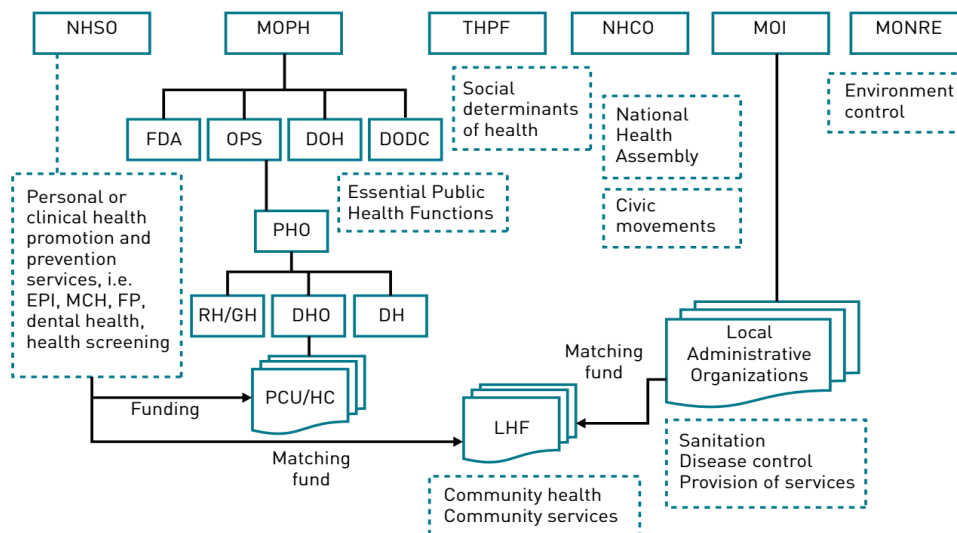 NHSO
MOPH
THPF
NHCO
MOI
MONRE
Social
determinants
of health
National
Health
Assembly
Environment
control
FDA
OPS
DOH
DODC
Personal or
clinical health
promotion and
prevention
services, i.e.
EPI, MCH, FP,
dental health,
health screening
Essential Public
Health Functions
Civic
movements
PHO
RH/GH
DHO
DH
Local
Administrative
Organizations
Matching
fund
PCU/HC
Funding
LHF
Matching
fund
Sanitation
Disease control
Provision of services
Community health
Community services